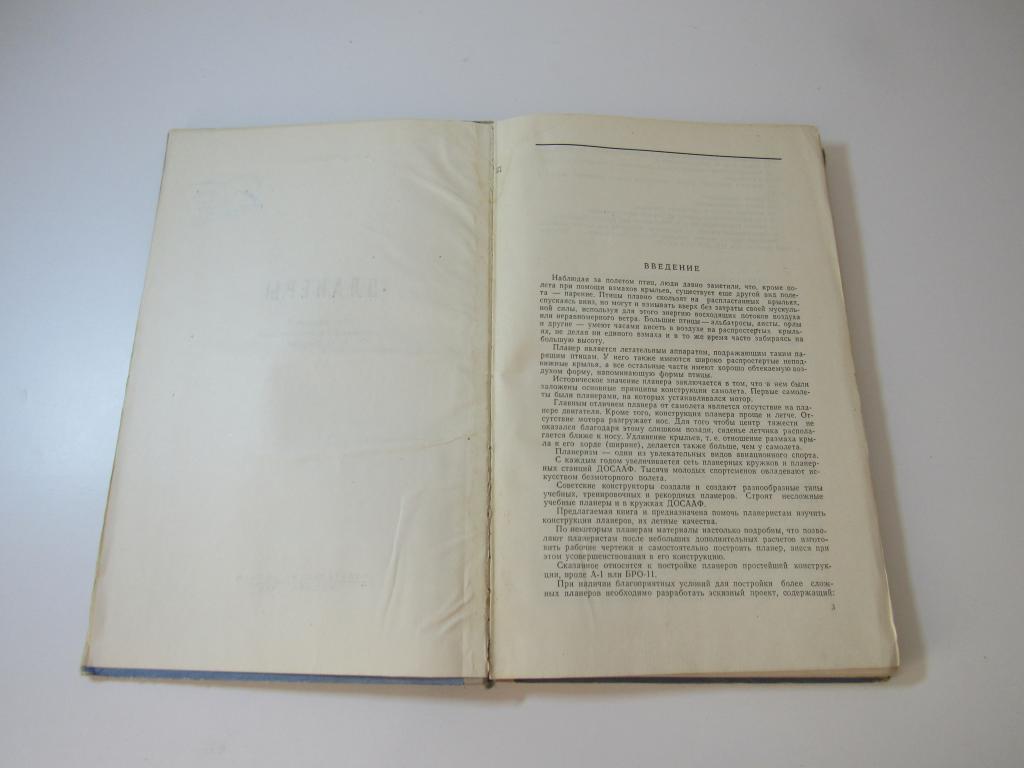 ПЛАНЕРЫ
ВВЕДЕНИЕ
Наблюдая за полетом птиц, люди давно заметили, что, кроме по-
лета при помощи взмахов крыльев, существует еще другой вид поле-
та — парение. Птицы плавно скользят на распластанных крыльях,
спускаясь вниз, но могут и взмывать вверх без затраты своей мускуль-
ной силы, используя для этого энергию восходящих потоков воздуха
или неравномерного ветра. Большие птицы — альбатросы, аисты, орлы
и другие — умеют часами висеть в воздухе на распростертых крыль-
ях, не делая ни единого взмаха и в то же время часто забираясь на
большую высоту.
Планер является летательным аппаратом, подражающим таким па-
рящим птицам. У него также имеются широко распростертые непод-
вижные крылья, а все остальные части имеют хорошо обтекаемую воз-
духом форму, напоминающую формы птицы.
Историческое значение планера заключается в том, что в нем были
заложены основные принципы конструкции самолета. Первые самоле-
ты были планерами, на которых устанавливался мотор.
Главным отличием планера от самолета является отсутствие на пла-
нере двигателя. Кроме того, конструкция планера проще и легче. От-
сутствие мотора разгружает нос. Для того чтобы центр тяжести не
оказался благодаря этому слишком позади, сиденье летчика распола-
гается ближе к носу. Удлинение крыльев, т. е. отношение размаха кры-
ла к его хорде (ширине), делается также больше, чем у самолета.
Планеризм — один из увлекательных видов авиационного спорта.
С каждым годом увеличивается сеть планерных кружков и планер-
ных станций ДОСААФ. Тысячи молодых спортсменов овладевают ис-
кусством безмоторного полета.
Советские конструкторы создали и создают разнообразные типы
учебных, тренировочных и рекордных планеров. Строят несложные
учебные планеры и в кружках ДОСААФ.
Предлагаемая книга и предназначена помочь планеристам изучить
конструкции планеров, их летные качества.
По некоторым планерам материалы настолько подробны, что позво-
ляют планеристам после небольших дополнительных расчетов изгото-
вить рабочие чертежи и самостоятельно построить планер, внеся при
этом усовершенствования в его конструкцию.
Сказанное относится к постройке планеров простейшей конструк-
ции, вроде А-1 или БРО-11.
При наличии благоприятных условий для постройки более слож-
ных планеров необходимо разработать эскизный проект, содержащий:
3